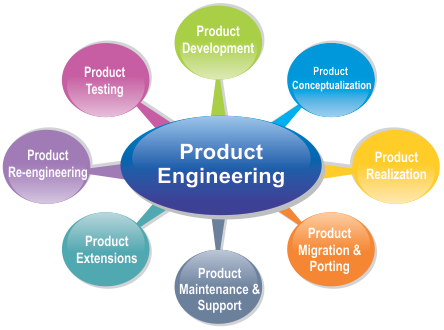 Product
Development
Product
Conceptualization
Product
Realization
Product
Migration &
Porting
Product
Maintenance &
Support
Product
Extensions
Product
Re-engineering
Product
Testing
Product
Engineering